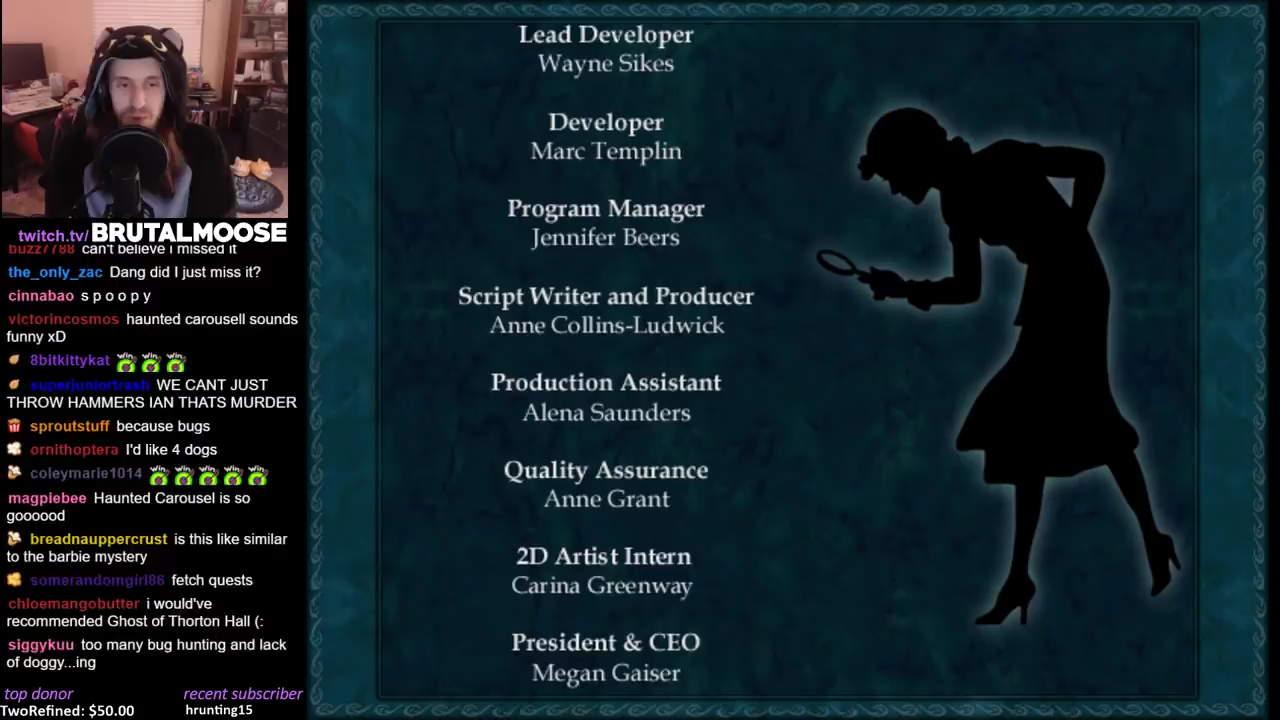 twitch.tv/BRUTALMOOSE
buzz7788 can't believe i missed it
the_only_zac Dang did I just miss it?
cinnabao s p o o p y
victorincosmos haunted carousell sounds
funny xD
8bitkittykat
superjuniortrash WE CANT JUST
THROW HAMMERS IAN THATS MURDER
sproutstuff because bugs
ornithoptera I'd like 4 dogs
coleymarie1014
magpiebee Haunted Carousel is so
goooood
breadnauppercrust is this like similar
to the barbie mystery
somerandomgirl86 fetch quests
chloemangobutter i would've
recommended Ghost of Thorton Hall (:
siggykuu too many bug hunting and lack
of doggy...ing
top donor
TwoRefined: $50.00
recent subscriber
hrunting15
Lead Developer
Wayne Sikes
Developer
Marc Templin
Program Manager
Jennifer Beers
Script Writer and Producer
Anne Collins-Ludwick
Production Assistant
Alena Saunders
Quality Assurance
Anne Grant
2D Artist Intern
Carina Greenway
President & CEO
Megan Gaiser